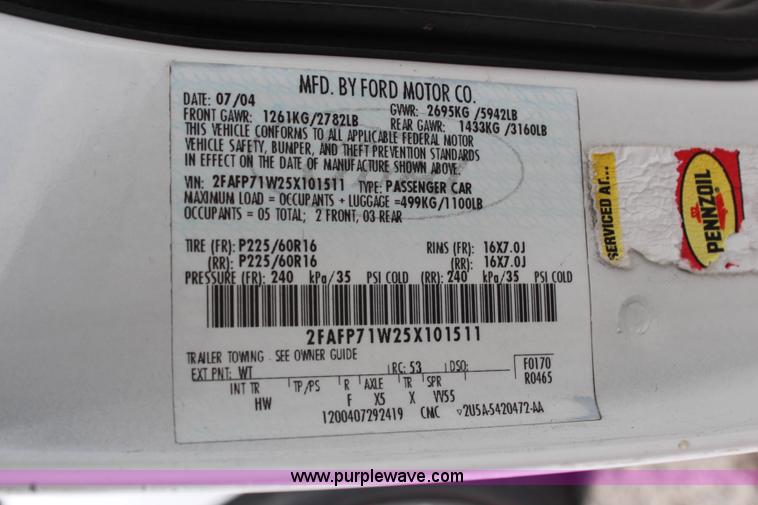 MFD. BY FORD MOTOR CO.
DATE: 07/04 GVWR: 2695KG /5942LB
FRONT GAWR: 1261KG/2782LB REAR GAWR: 1433KG /3160LB
THIS VEHICLE CONFORMS TO ALL APPLICABLE FEDERAL MOTOR
VEHICLE SAFETY, BUMPER, AND THEFT PREVENTION STANDARDS
IN EFFECT ON THE DATE OF MANUFACTURE SHOWN ABOVE.
VIN: 2FAFP71W25X101511 TYPE: PASSENGER CAR
MAXIMUM LOAD = OCCUPANTS + LUGGAGE =499KG/1100LB
OCCUPANTS = 05 TOTAL; 2 FRONT, 03 REAR
TIRE (FR): P225/60R16 RIMS (FR): 16X7.0J
(RR): P225/60R16 (RR): 16X7.0J
PRESSURE (FR): 240 kPa/35 PSI COLD (RR): 240 kPa/35 PSI COLD
2FAFP71W25X101511
TRAILER TOWING - SEE OWNER GUIDE
EXT PNT: WT RC: 53 DSO: F0170
R0465
INT TR TP/PS R AXLE TR SPR
HW F X5 X VV55
1200407292419 CMC 2U5A-5420472-AA
SERVICED AT...
PENNZOIL
www.purplewave.com